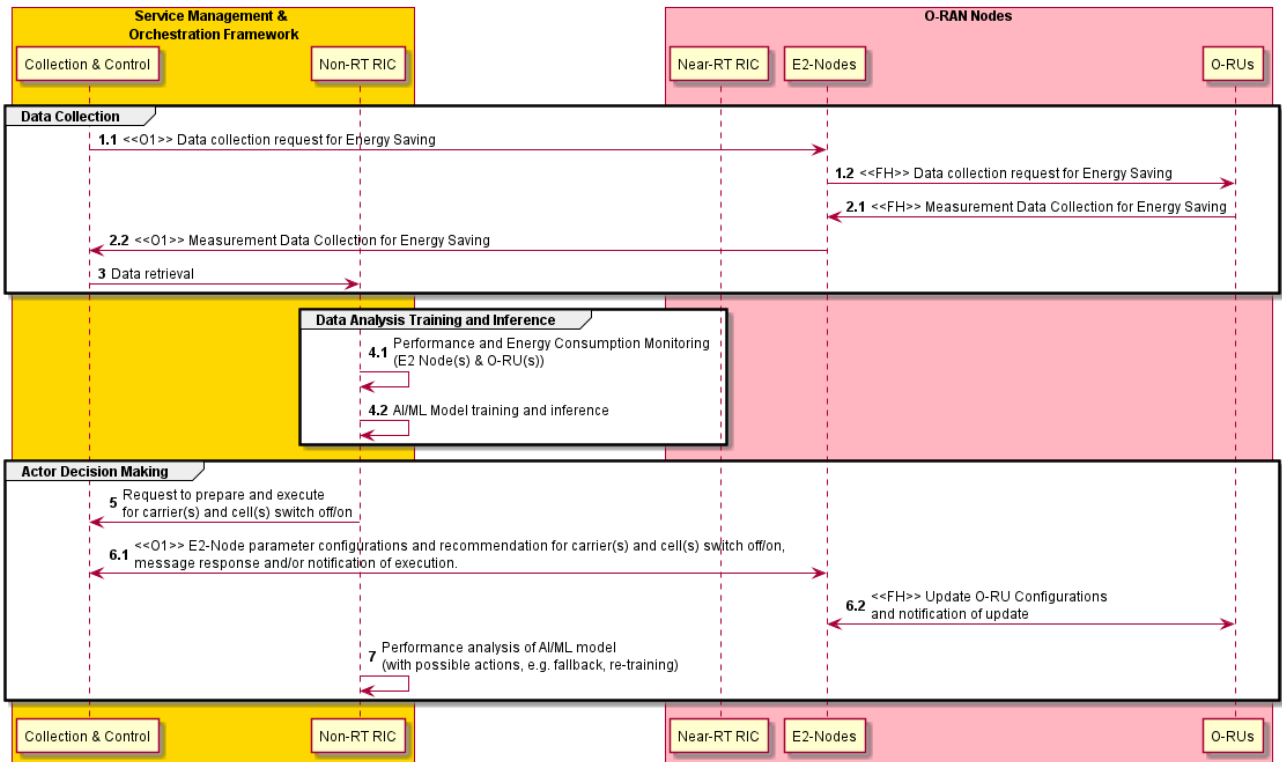 Service Management &
Orchestration Framework
O-RAN Nodes
Collection & Control
Non-RT RIC
Near-RT RIC
E2-Nodes
O-RUs
Data Collection
1.1 <<O1>> Data collection request for Energy Saving
1.2 <<FH>> Data collection request for Energy Saving
2.1 <<FH>> Measurement Data Collection for Energy Saving
2.2 <<O1>> Measurement Data Collection for Energy Saving
3 Data retrieval
Data Analysis Training and Inference
4.1 Performance and Energy Consumption Monitoring
(E2 Node(s) & O-RU(s))
4.2 AI/ML Model training and inference
Actor Decision Making
5 Request to prepare and execute
for carrier(s) and cell(s) switch off/on
6.1 <<O1>> E2-Node parameter configurations and recommendation for carrier(s) and cell(s) switch off/on,
message response and/or notification of execution.
6.2 <<FH>> Update O-RU Configurations
and notification of update
7 Performance analysis of AI/ML model
(with possible actions, e.g. fallback, re-training)
Collection & Control
Non-RT RIC
Near-RT RIC
E2-Nodes
O-RUs